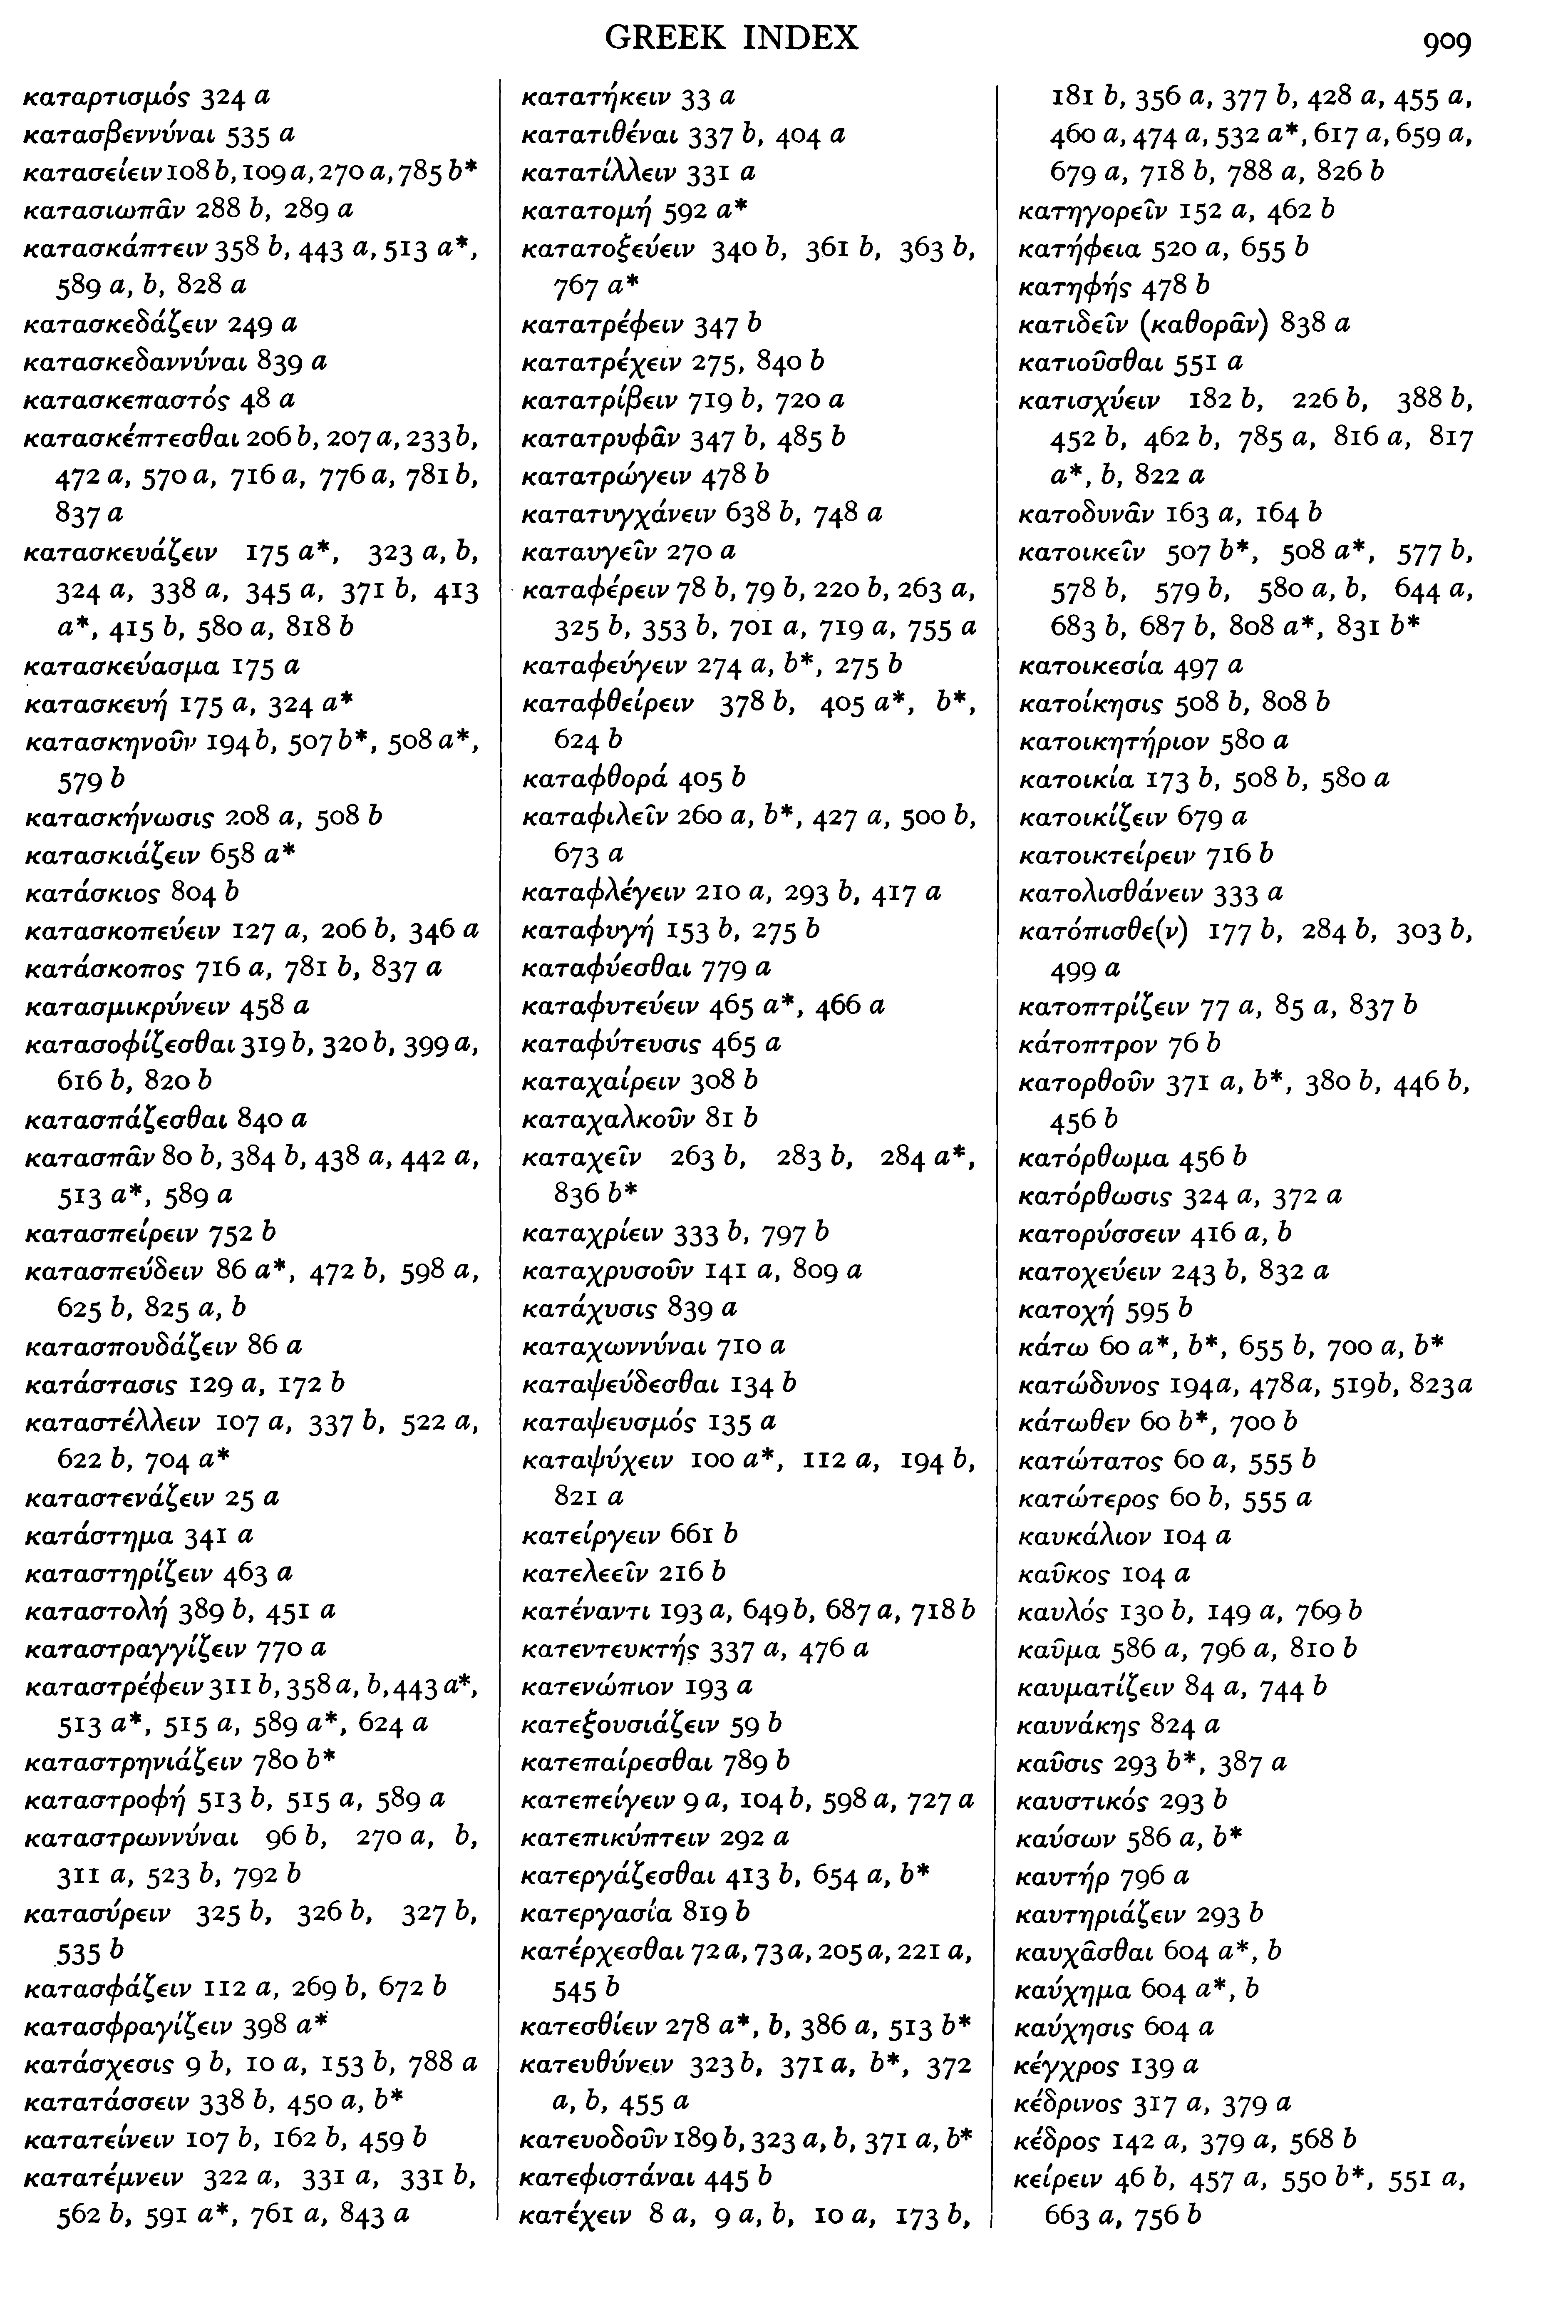 GREEK INDEX
909
καταρτισμός 324 a
κατασβεννύναι 535 a
κατασείειν 108 b, 109 a, 270 a, 785 b*
κατασιωπᾶν 288 b, 289 a
κατασκάπτειν 358 b, 443 a, 513 a*,
589 a, b, 828 a
κατασκεδάζειν 249 a
κατασκεδαννύναι 839 a
κατασκεπαστός 48 a
κατασκέπτεσθαι 206 b, 207 a, 233 b,
472 a, 570 a, 716 a, 776 a, 781 b,
837 a
κατασκευάζειν 175 a*, 323 a, b,
324 a, 338 a, 345 a, 371 b, 413
a*, 415 b, 580 a, 818 b
κατασκεύασμα 175 a
κατασκευή 175 a, 324 a*
κατασκηνοῦν 194 b, 507 b*, 508 a*,
579 b
κατασκήνωσις 208 a, 508 b
κατασκιάζειν 658 a*
κατάσκιος 804 b
κατασκοπεύειν 127 a, 206 b, 346 a
κατάσκοπος 716 a, 781 b, 837 a
κατασμικρύνειν 458 a
κατασοφίζεσθαι 319 b, 320 b, 399 a,
616 b, 820 b
κατασπάζεσθαι 840 a
κατασπᾶν 80 b, 384 b, 438 a, 442 a,
513 a*, 589 a
κατασπείρειν 752 b
κατασπεύδειν 86 a*, 472 b, 598 a,
625 b, 825 a, b
κατασπουδάζειν 86 a
κατάστασις 129 a, 172 b
καταστέλλειν 107 a, 337 b, 522 a,
622 b, 704 a*
καταστενάζειν 25 a
κατάστημα 341 a
καταστηρίζειν 463 a
καταστολή 389 b, 451 a
καταστραγγίζειν 770 a
καταστρέφειν 311 b, 358 a, b, 443 a*,
513 a*, 515 a, 589 a*, 624 a
καταστρηνιάζειν 780 b*
καταστροφή 513 b, 515 a, 589 a
καταστρωννύναι 96 b, 270 a, b,
311 a, 523 b, 792 b
κατασύρειν 325 b, 326 b, 327 b,
535 b
κατασφάζειν 112 a, 269 b, 672 b
κατασφραγίζειν 398 a*
κατάσχεσις 9 b, 10 a, 153 b, 788 a
κατατάσσειν 338 b, 450 a, b*
κατατείνειν 107 b, 162 b, 459 b
κατατέμνειν 322 a, 331 a, 331 b,
562 b, 591 a*, 761 a, 843 a
κατατήκειν 33 a
κατατιθέναι 337 b, 404 a
κατατίλλειν 331 a
κατατομή 592 a*
κατατοξεύειν 340 b, 361 b, 363 b,
767 a*
κατατρέφειν 347 b
κατατρέχειν 275, 840 b
κατατρίβειν 719 b, 720 a
κατατρυφᾶν 347 b, 485 b
κατατρώγειν 478 b
κατατυγχάνειν 638 b, 748 a
καταυγεῖν 270 a
καταφέρειν 78 b, 79 b, 220 b, 263 a,
325 b, 353 b, 701 a, 719 a, 755 a
καταφεύγειν 274 a, b*, 275 b
καταφθείρειν 378 b, 405 a*, b*,
624 b
καταφθορά 405 b
καταφιλεῖν 260 a, b*, 427 a, 500 b,
673 a
καταφλέγειν 210 a, 293 b, 417 a
καταφυγή 153 b, 275 b
καταφύεσθαι 779 a
καταφυτεύειν 465 a*, 466 a
καταφύτευσις 465 a
καταχαίρειν 308 b
καταχαλκοῦν 81 b
καταχεῖν 263 b, 283 b, 284 a*,
836 b*
καταχρίειν 333 b, 797 b
καταχρυσοῦν 141 a, 809 a
κατάχυσις 839 a
καταχωννύναι 710 a
καταψεύδεσθαι 134 b
καταψευσμός 135 a
καταψύχειν 100 a*, 112 a, 194 b,
821 a
κατείργειν 661 b
κατελεεῖν 216 b
κατέναντι 193 a, 649 b, 687 a, 718 b
κατεντευκτής 337 a, 476 a
κατενώπιον 193 a
κατεξουσιάζειν 59 b
κατεπαίρεσθαι 789 b
κατεπείγειν 9 a, 104 b, 598 a, 727 a
κατεπικύπτειν 292 a
κατεργάζεσθαι 413 b, 654 a, b*
κατεργασία 819 b
κατέρχεσθαι 72 a, 73 a, 205 a, 221 a,
545 b
κατεσθίειν 278 a*, b, 386 a, 513 b*
κατευθύνειν 323 b, 371 a, b*, 372
a, b, 455 a
κατευοδοῦν 189 b, 323 a, b, 371 a, b*
κατεφιστάναι 445 b
κατέχειν 8 a, 9 a, b, 10 a, 173 b,
181 b, 356 a, 377 b, 428 a, 455 a,
460 a, 474 a, 532 a*, 617 a, 659 a,
679 a, 718 b, 788 a, 826 b
κατηγορεῖν 152 a, 462 b
κατήφεια 520 a, 655 b
κατηφής 478 b
κατιδεῖν (καθορᾶν) 838 a
κατιοῦσθαι 551 a
κατισχύειν 182 b, 226 b, 388 b,
452 b, 462 b, 785 a, 816 a, 817
a*, b, 822 a
κατοδυνᾶν 163 a, 164 b
κατοικεῖν 507 b*, 508 a*, 577 b,
578 b, 579 b, 580 a, b, 644 a,
683 b, 687 b, 808 a*, 831 b*
κατοικεσία 497 a
κατοίκησις 508 b, 808 b
κατοικητήριον 580 a
κατοικία 173 b, 508 b, 580 a
κατοικίζειν 679 a
κατοικτείρειν 716 b
κατολισθάνειν 333 a
κατόπισθε(ν) 177 b, 284 b, 303 b,
499 a
κατοπτρίζειν 77 a, 85 a, 837 b
κάτοπτρον 76 b
κατορθοῦν 371 a, b*, 380 b, 446 b,
456 b
κατόρθωμα 456 b
κατόρθωσις 324 a, 372 a
κατορύσσειν 416 a, b
κατοχεύειν 243 b, 832 a
κατοχή 595 b
κάτω 60 a*, b*, 655 b, 700 a, b*
κατώδυνος 194a, 478a, 519b, 823a
κάτωθεν 60 b*, 700 b
κατώτατος 60 a, 555 b
κατώτερος 60 b, 555 a
καυκάλιον 104 a
καῦκος 104 a
καυλός 130 b, 149 a, 769 b
καῦμα 586 a, 796 a, 810 b
καυματίζειν 84 a, 744 b
καυνάκης 824 a
καῦσις 293 b*, 387 a
καυστικός 293 b
καύσων 586 a, b*
καυτήρ 796 a
καυτηριάζειν 293 b
καυχᾶσθαι 604 a*, b
καύχημα 604 a*, b
καύχησις 604 a
κέγχρος 139 a
κέδρινος 317 a, 379 a
κέδρος 142 a, 379 a, 568 b
κείρειν 46 b, 457 a, 550 b*, 551 a,
663 a, 756 b